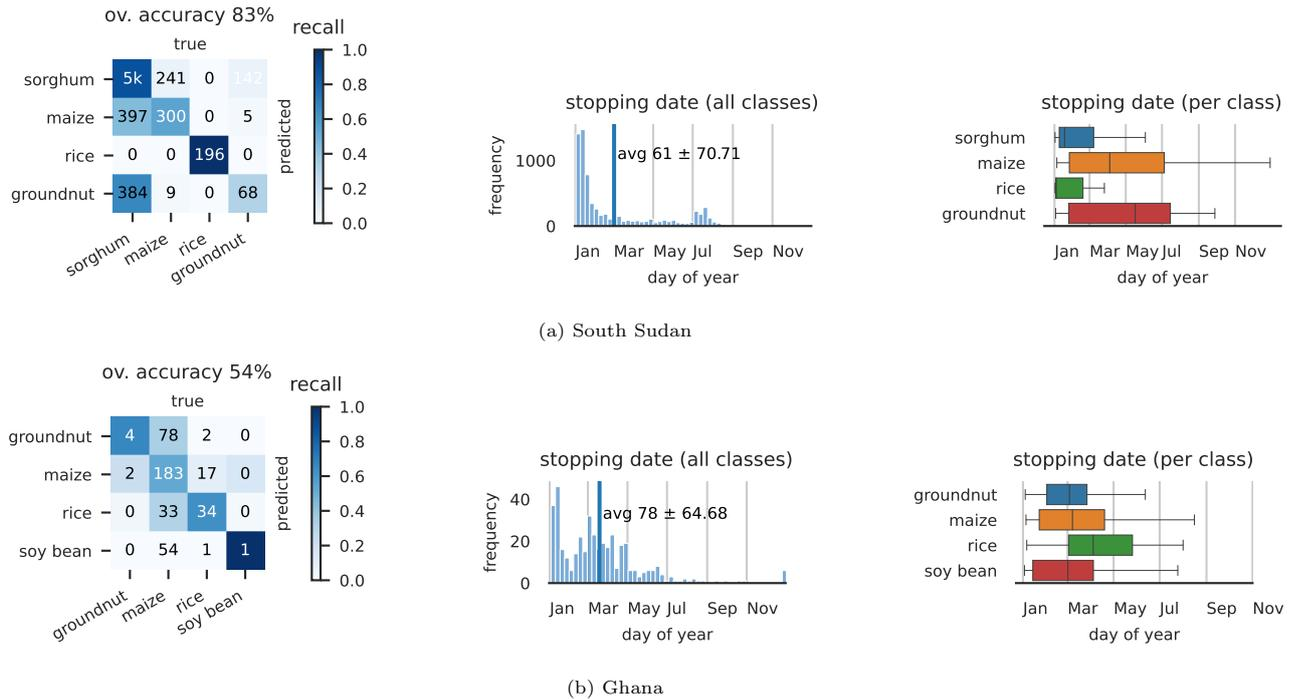 ov. accuracy 83%
recall
true
sorghum 5k 241 0 142
maize 397 300 0 5
rice 0 0 196 0
groundnut 384 9 0 68
sorghum maize rice groundnut
predicted
1.0
0.8
0.6
0.4
0.2
0.0
stopping date (all classes)
frequency
1000
0
avg 61 ± 70.71
Jan Mar May Jul Sep Nov
day of year
stopping date (per class)
sorghum
maize
rice
groundnut
Jan Mar May Jul Sep Nov
day of year
(a) South Sudan
ov. accuracy 54%
recall
true
groundnut 4 78 2 0
maize 2 183 17 0
rice 0 33 34 0
soy bean 0 54 1 1
groundnut maize rice soy bean
predicted
1.0
0.8
0.6
0.4
0.2
0.0
stopping date (all classes)
frequency
40
20
0
avg 78 ± 64.68
Jan Mar May Jul Sep Nov
day of year
stopping date (per class)
groundnut
maize
rice
soy bean
Jan Mar May Jul Sep Nov
day of year
(b) Ghana